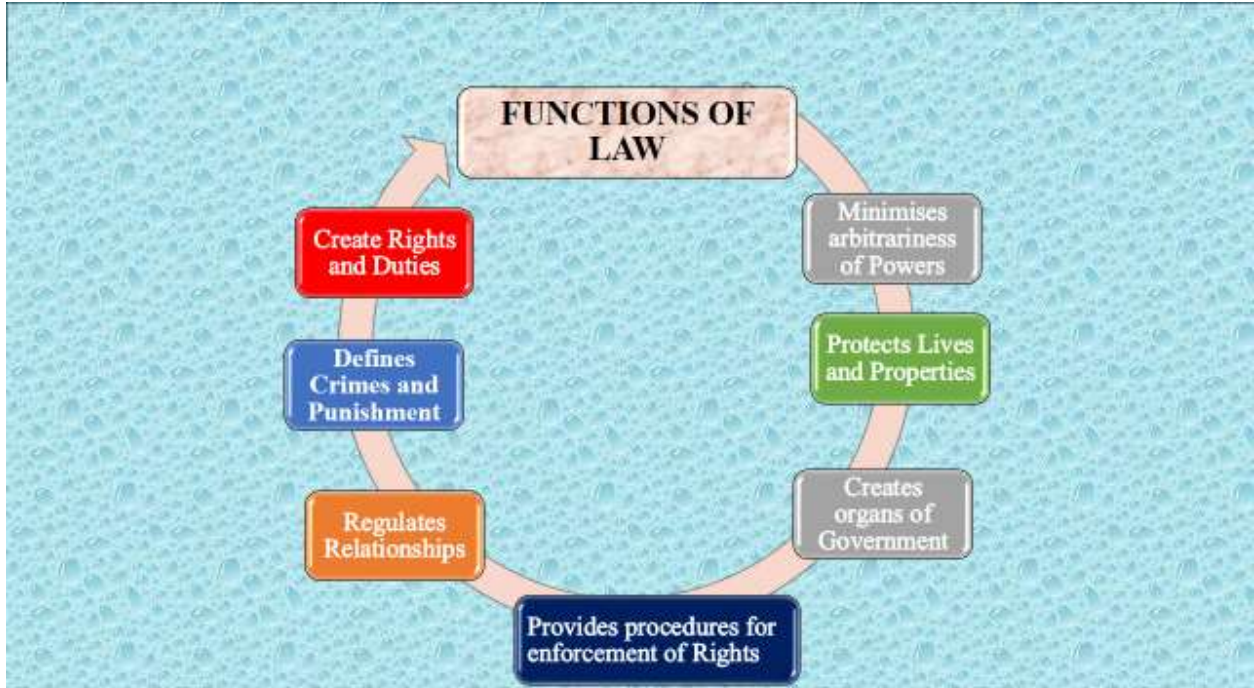 FUNCTIONS OF
LAW
Minimises
arbitrariness
of Powers
Protects Lives
and Properties
Creates
organs of
Government
Provides procedures for
enforcement of Rights
Regulates
Relationships
Defines
Crimes and
Punishment
Create Rights
and Duties